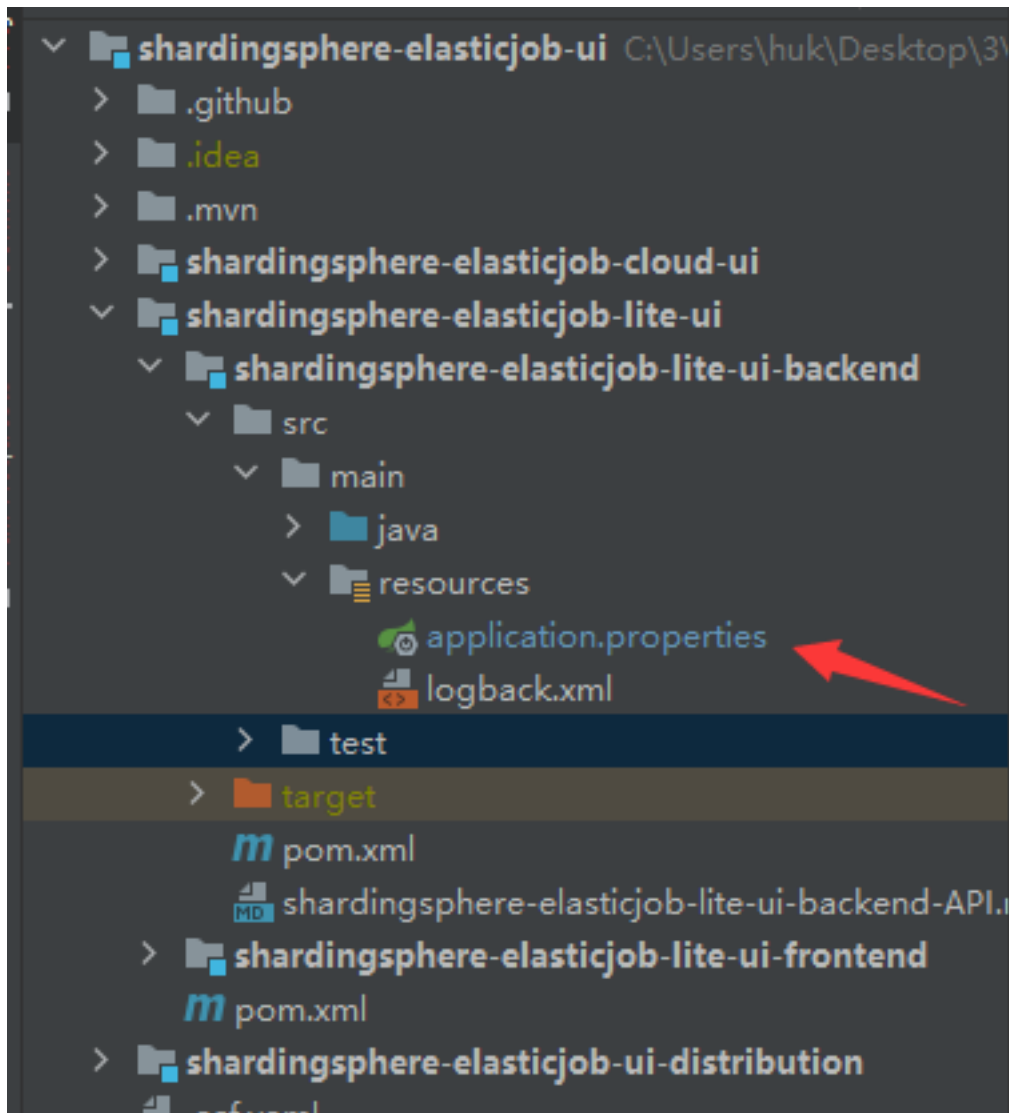 shardingsphere-elasticjob-ui C:\Users\huk\Desktop\3\
.github
.idea
.mvn
shardingsphere-elasticjob-cloud-ui
shardingsphere-elasticjob-lite-ui
shardingsphere-elasticjob-lite-ui-backend
src
main
java
resources
application.properties
logback.xml
test
target
m pom.xml
MD shardingsphere-elasticjob-lite-ui-backend-API.
shardingsphere-elasticjob-lite-ui-frontend
m pom.xml
shardingsphere-elasticjob-ui-distribution